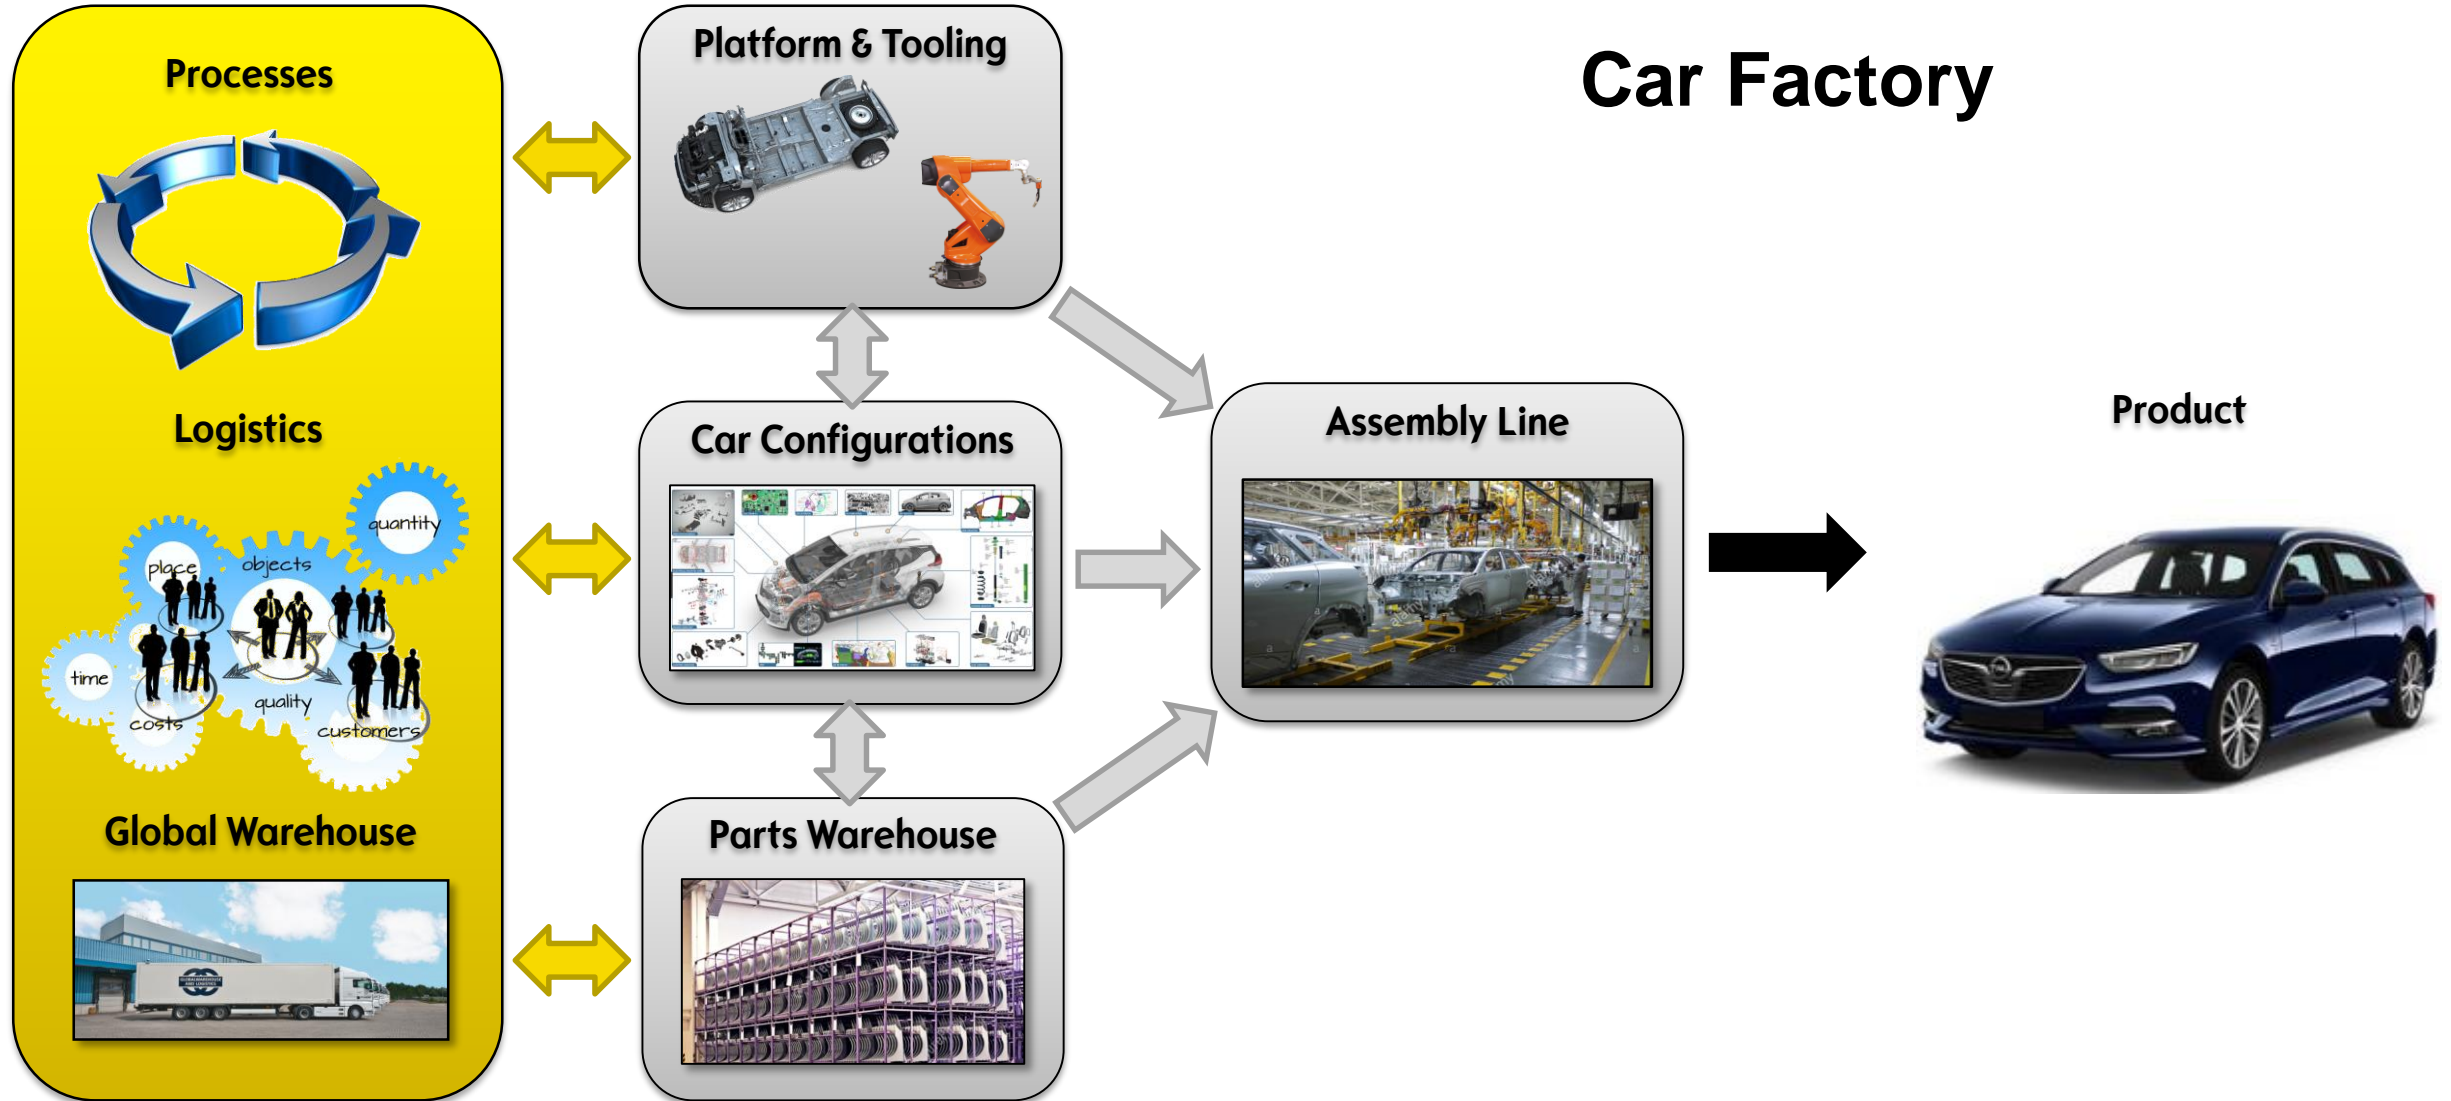 Car Factory
Processes
Logistics
quantity
place
objects
time
quality
costs
customers
Global Warehouse
Platform & Tooling
Car Configurations
Parts Warehouse
Assembly Line
Product